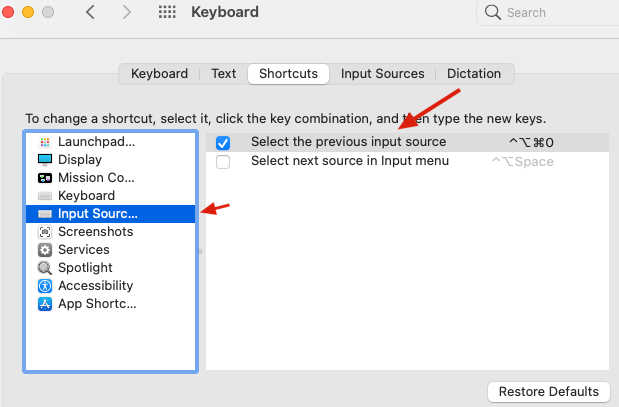 Keyboard
Search
Keyboard Text Shortcuts Input Sources Dictation
To change a shortcut, select it, click the key combination, and then type the new keys.
Launchpad...
Display
Mission Co...
Keyboard
Input Sourc...
Screenshots
Services
Spotlight
Accessibility
App Shortc...
Select the previous input source ^⌥⌘0
Select next source in Input menu ^⌥Space
Restore Defaults